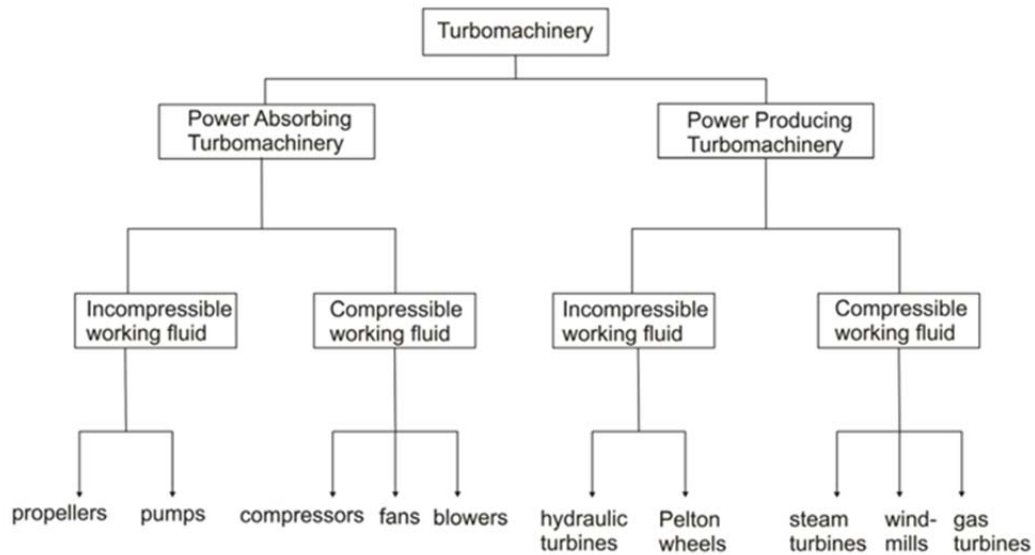 Turbomachinery
Power Absorbing
Turbomachinery
Power Producing
Turbomachinery
Incompressible
working fluid
Compressible
working fluid
Incompressible
working fluid
Compressible
working fluid
propellers
pumps
compressors
fans
blowers
hydraulic
turbines
Pelton
wheels
steam
turbines
wind-
mills
gas
turbines